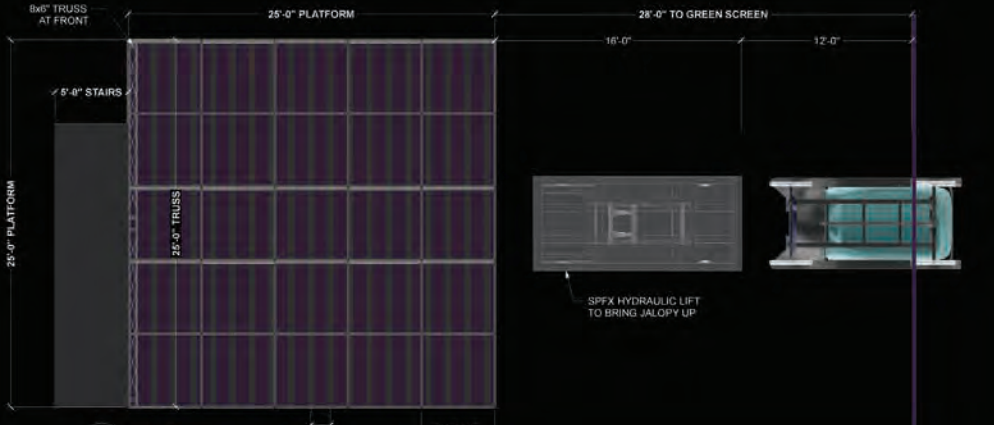 8x6" TRUSS
AT FRONT
25'-0" PLATFORM
28'-0" TO GREEN SCREEN
16'-0"
12'-0"
5'-8" STAIRS
25'-0" PLATFORM
25'-0" TRUSS
SPFX HYDRAULIC LIFT
TO BRING JALOPY UP